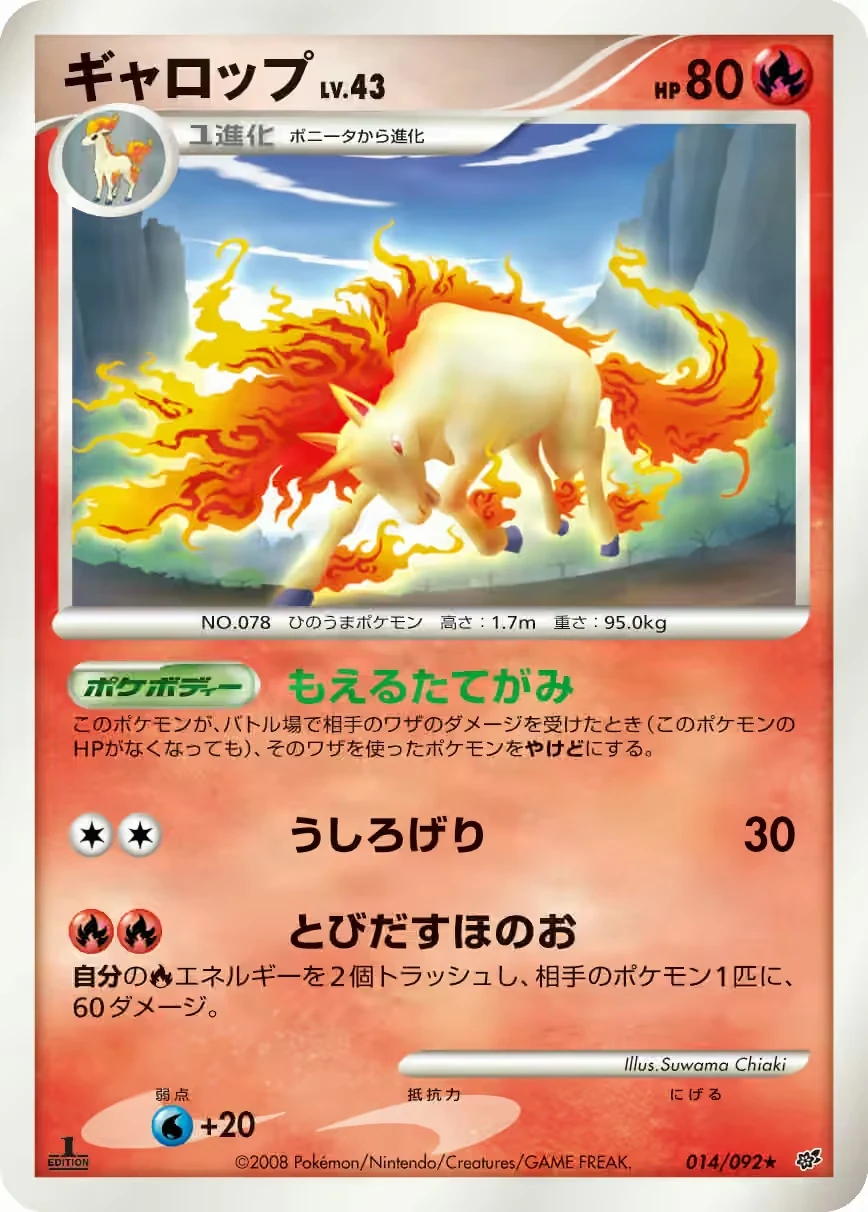 ギャロップ LV.43 HP 80
1進化 ポニータから進化
NO.078 ひのうまポケモン 高さ：1.7m 重さ：95.0kg
ポケボディー もえるたてがみ
このポケモンが、バトル場で相手のワザのダメージを受けたとき（このポケモンの
HPがなくなっても）、そのワザを使ったポケモンをやけどにする。
うしろげり 30
とびだすほのお
自分のエネルギーを2個トラッシュし、相手のポケモン1匹に、
60ダメージ。
Illus.Suwama Chiaki
弱点 抵抗力 にげる
+20
1 EDITION
©2008 Pokémon/Nintendo/Creatures/GAME FREAK. 014/092★